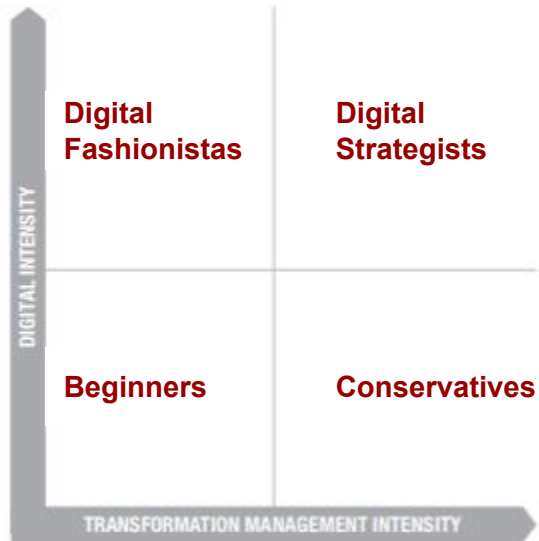 Digital
Fashionistas
Digital
Strategists
DIGITAL INTENSITY
Beginners
Conservatives
TRANSFORMATION MANAGEMENT INTENSITY